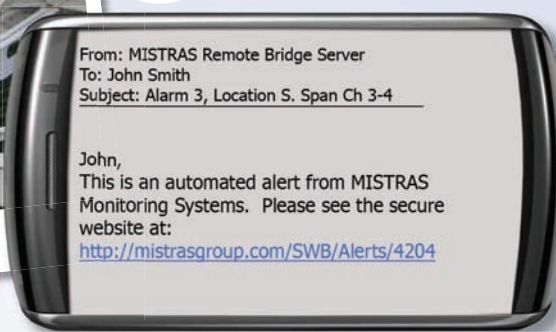 From: MISTRAS Remote Bridge Server
To: John Smith
Subject: Alarm 3, Location S. Span Ch 3-4
John,
This is an automated alert from MISTRAS
Monitoring Systems.  Please see the secure
website at:
http://mistrasgroup.com/SWB/Alerts/4204